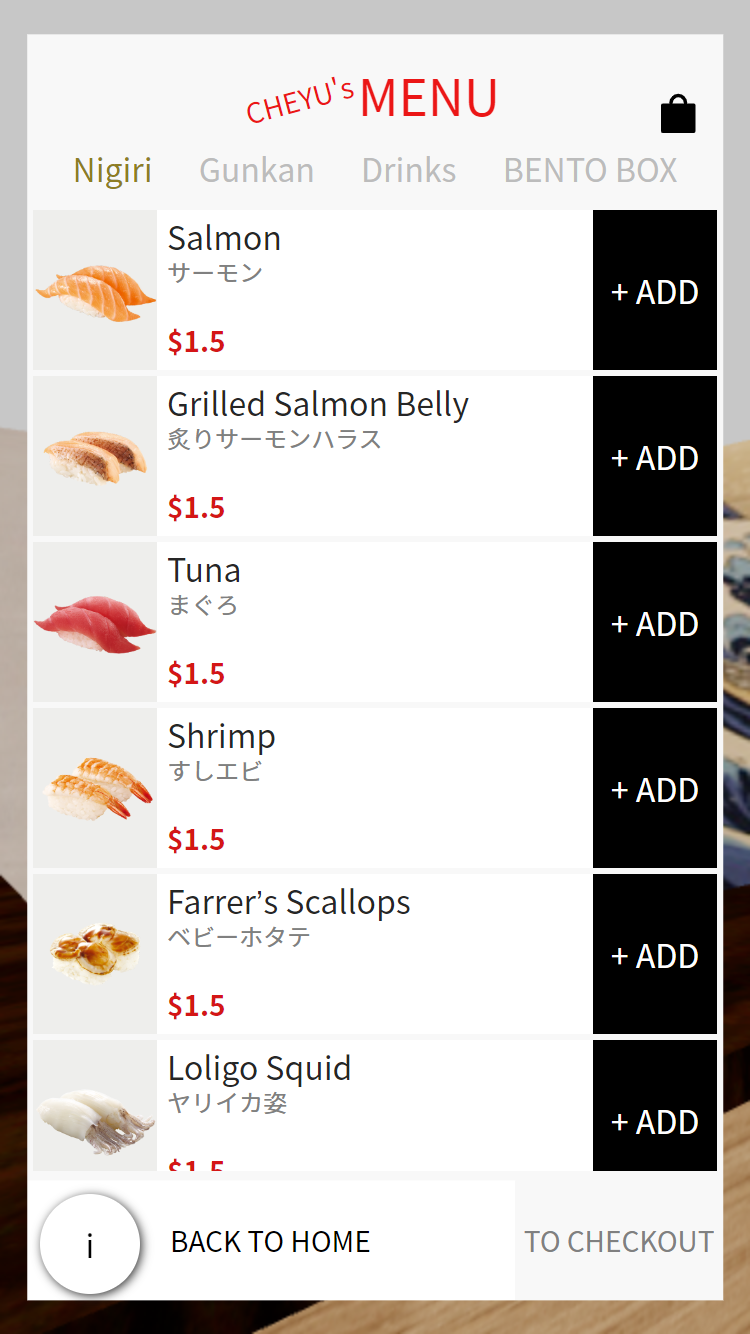 CHEYU's MENU
Nigiri Gunkan Drinks BENTO BOX
Salmon
サーモン
+ ADD
$1.5
Grilled Salmon Belly
炙りサーモンハラス
+ ADD
$1.5
Tuna
まぐろ
+ ADD
$1.5
Shrimp
すしエビ
+ ADD
$1.5
Farrer’s Scallops
ベビーホタテ
+ ADD
$1.5
Loligo Squid
ヤリイカ姿
+ ADD
$1.5
i BACK TO HOME TO CHECKOUT